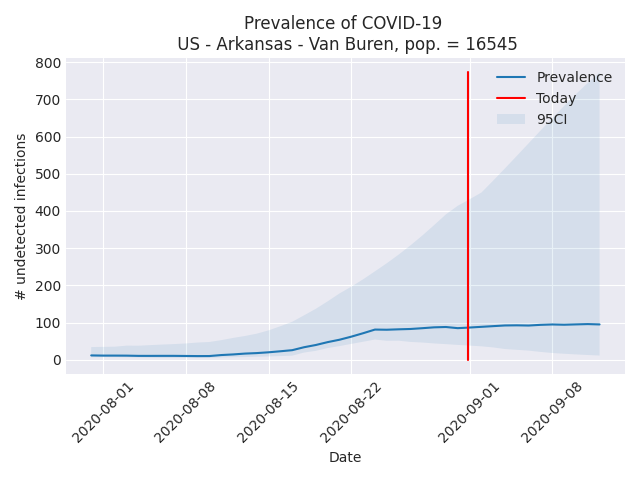 Prevalence of COVID-19
US - Arkansas - Van Buren, pop. = 16545
800
700
600
500
400
300
200
100
0
# undetected infections
Prevalence
Today
95CI
2020-08-01
2020-08-08
2020-08-15
2020-08-22
2020-09-01
2020-09-08
Date